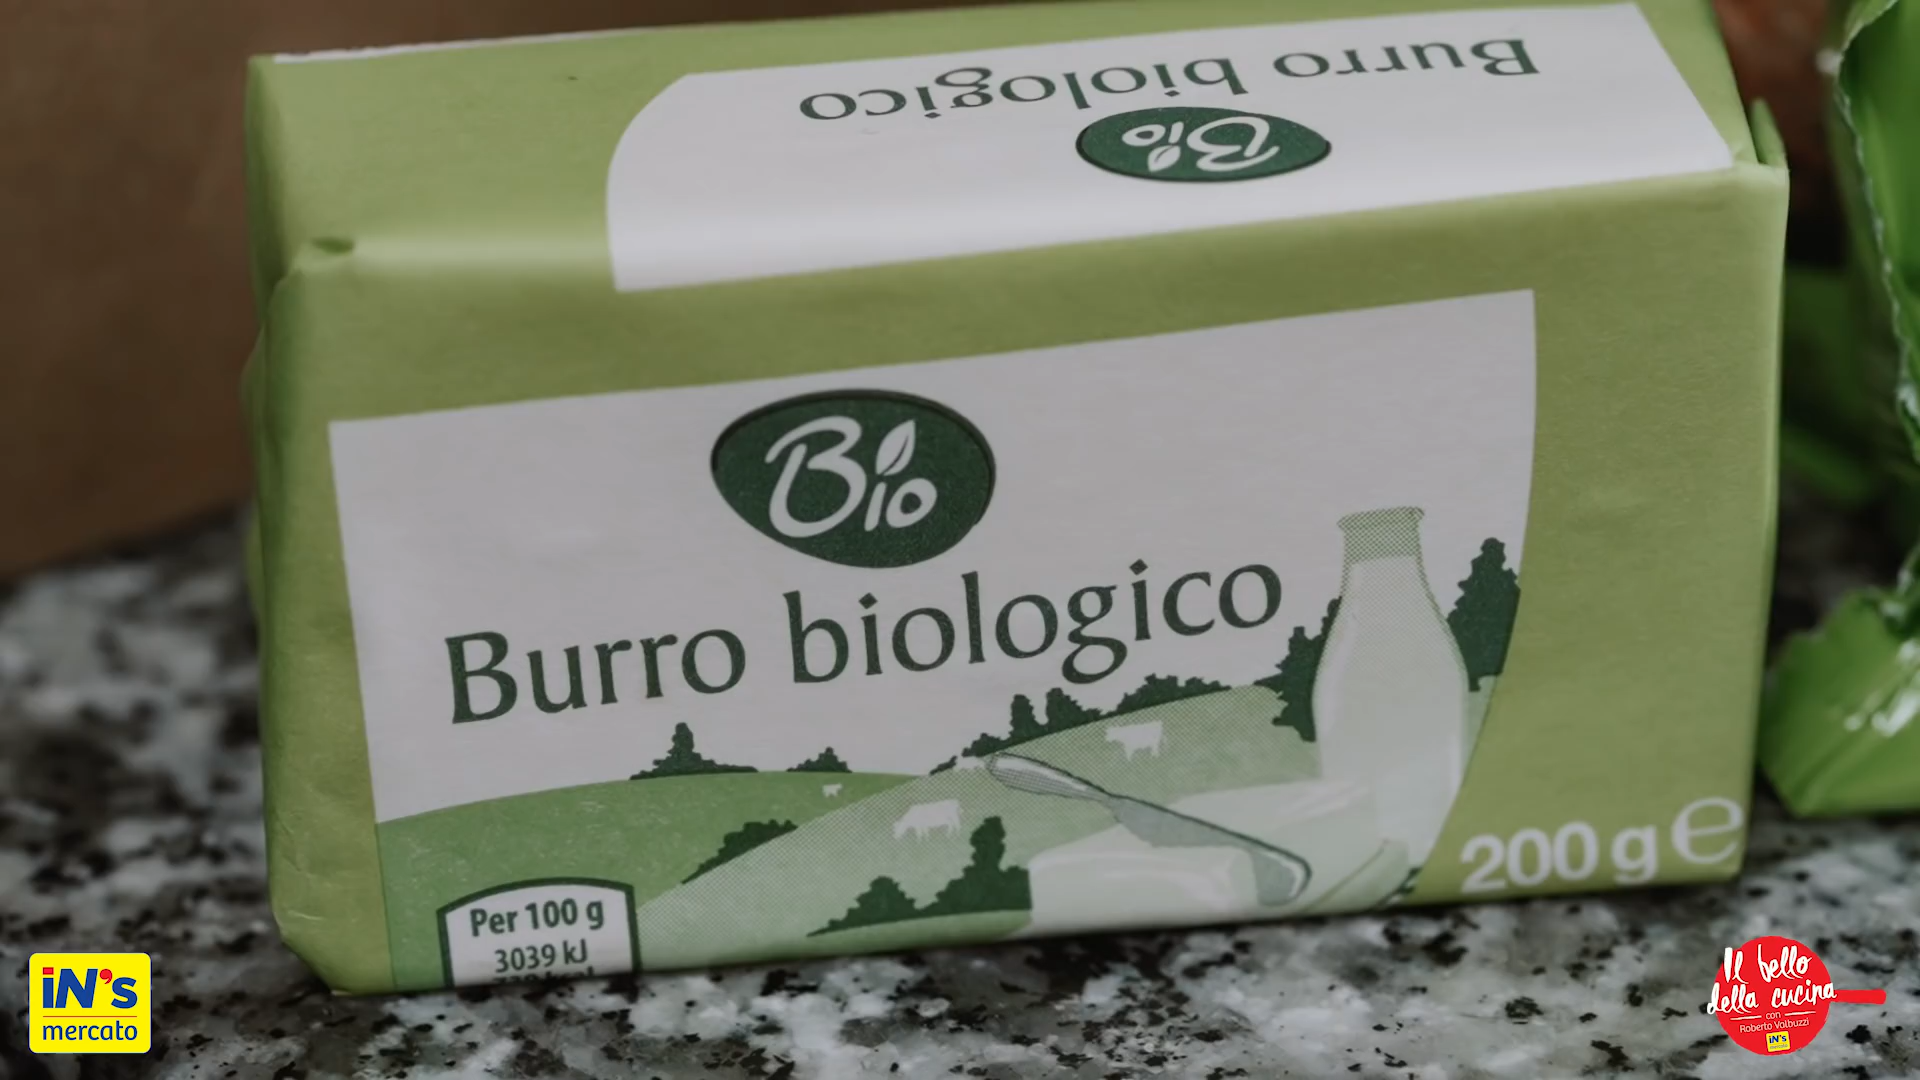 Burro biologico
Bio
Bio
Burro biologico
200 g e
Per 100 g
3039 kJ
iN's
mercato
Il bello
della cucina
con
Roberto Valbuzzi
iN's
mercato